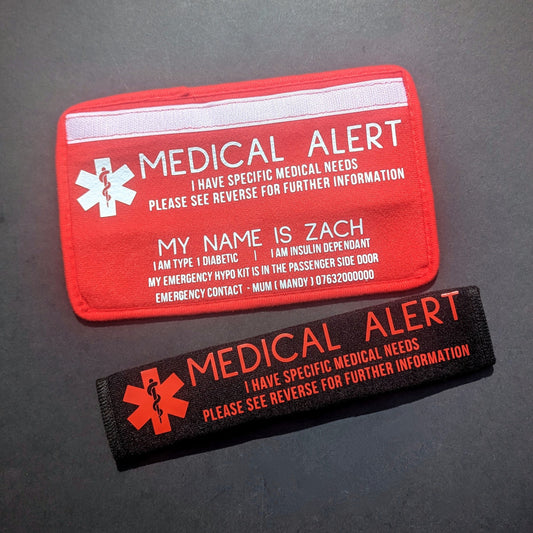 MEDICAL ALERT
I HAVE SPECIFIC MEDICAL NEEDS
PLEASE SEE REVERSE FOR FURTHER INFORMATION
MY NAME IS ZACH
I AM TYPE 1 DIABETIC | I AM INSULIN DEPENDANT
MY EMERGENCY HYPO KIT IS IN THE PASSENGER SIDE DOOR
EMERGENCY CONTACT - MUM ( MANDY ) 07632000000
MEDICAL ALERT
I HAVE SPECIFIC MEDICAL NEEDS
PLEASE SEE REVERSE FOR FURTHER INFORMATION